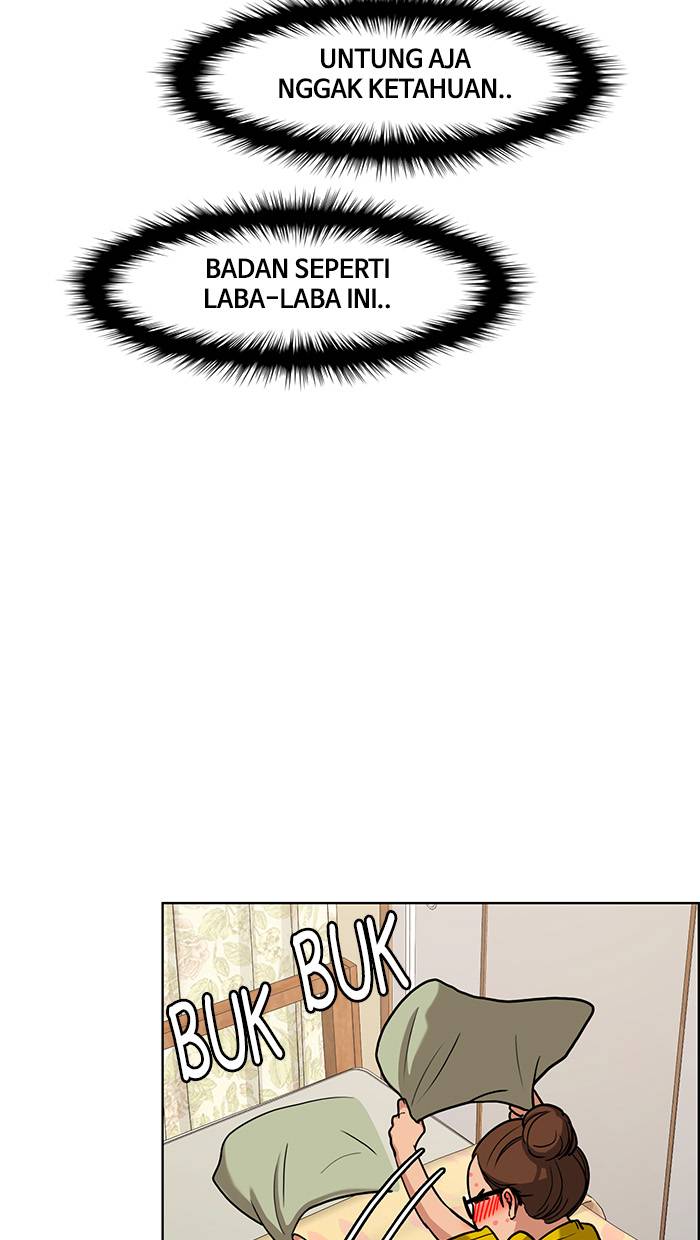 UNTUNG AJA
NGGAK KETAHUAN..
BADAN SEPERTI
LABA-LABA INI..
BUK BUK